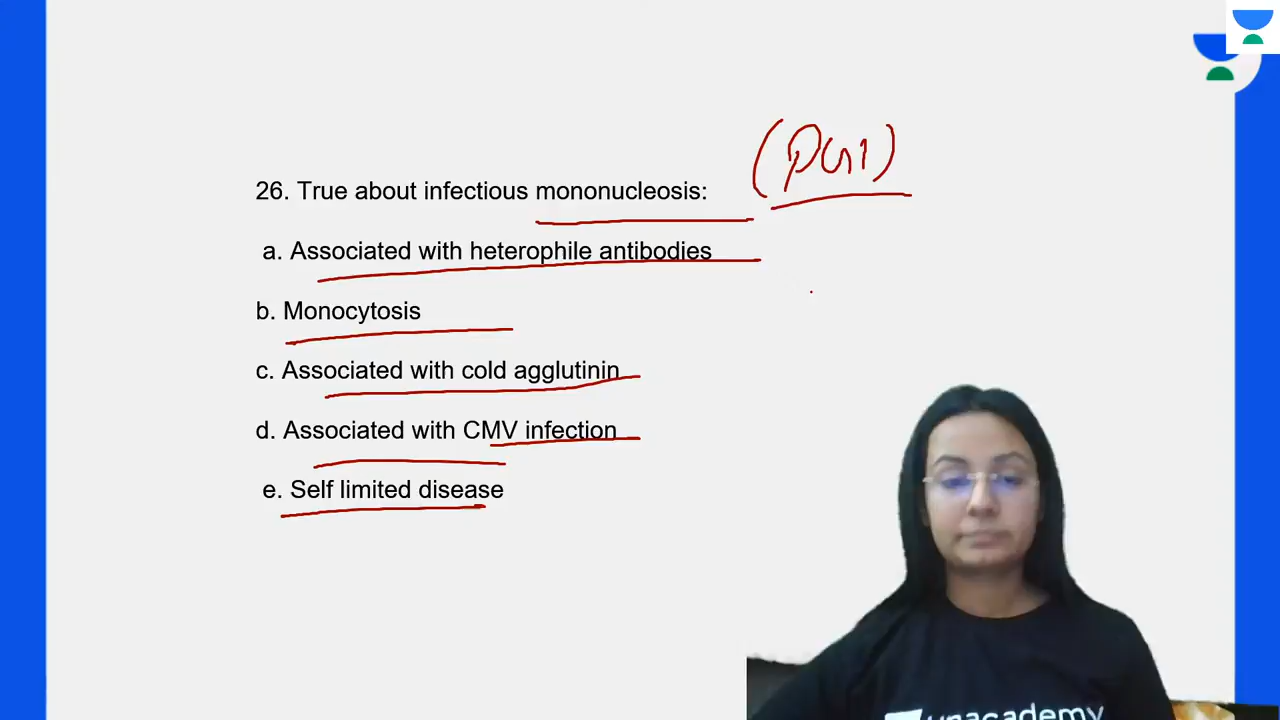 (PGI)
26. True about infectious mononucleosis:
a. Associated with heterophile antibodies
b. Monocytosis
c. Associated with cold agglutinin
d. Associated with CMV infection
e. Self limited disease
unacademy